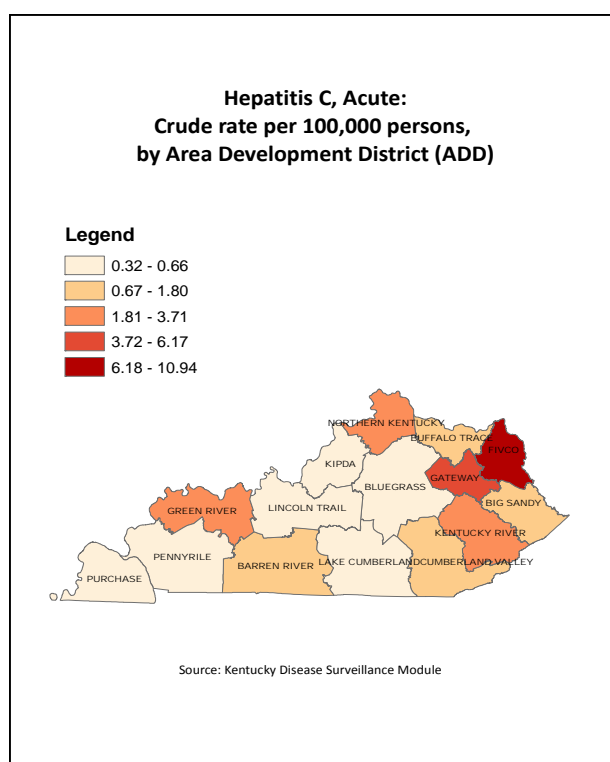 Hepatitis C, Acute:
Crude rate per 100,000 persons,
by Area Development District (ADD)
Legend
0.32 - 0.66
0.67 - 1.80
1.81 - 3.71
3.72 - 6.17
6.18 - 10.94
NORTHERN KENTUCKY
BUFFALO TRACE
FIVCO
KIPDA
GATEWAY
BLUEGRASS
BIG SANDY
GREEN RIVER
LINCOLN TRAIL
KENTUCKY RIVER
PENNYRILE
BARREN RIVER
LAKE CUMBERLAND
CUMBERLAND VALLEY
PURCHASE
Source: Kentucky Disease Surveillance Module